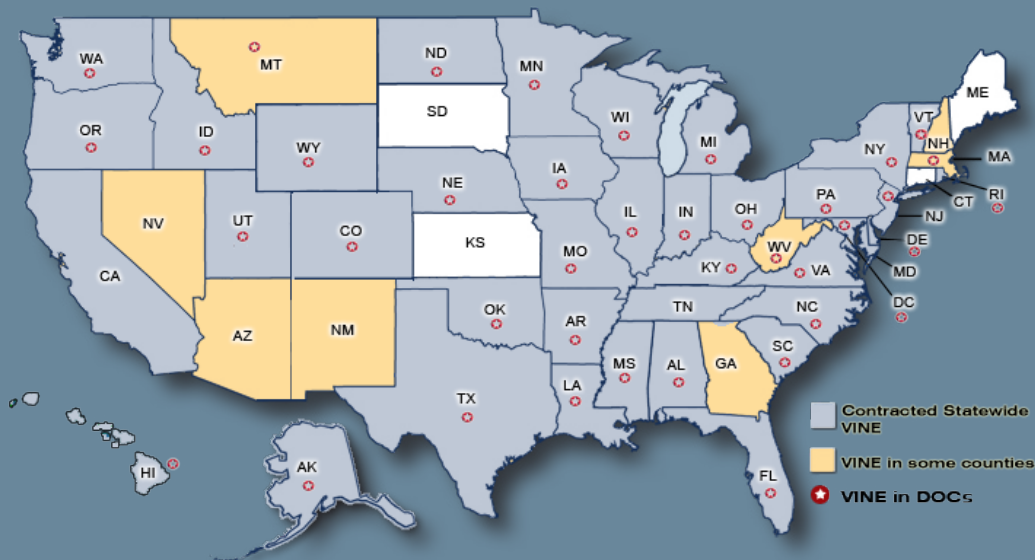 WA
MT
ND
MN
ME
SD
WI
VT
OR
ID
MI
NH
NY
WY
MA
IA
NE
PA
RI
CT
NV
UT
IL
IN
OH
NJ
CO
KS
DE
WV
CA
MO
KY
VA
MD
TN
NC
DC
OK
AR
AZ
NM
SC
MS
AL
GA
LA
TX
Contracted Statewide
VINE
VINE in some counties
HI
AK
FL
VINE in DOCs